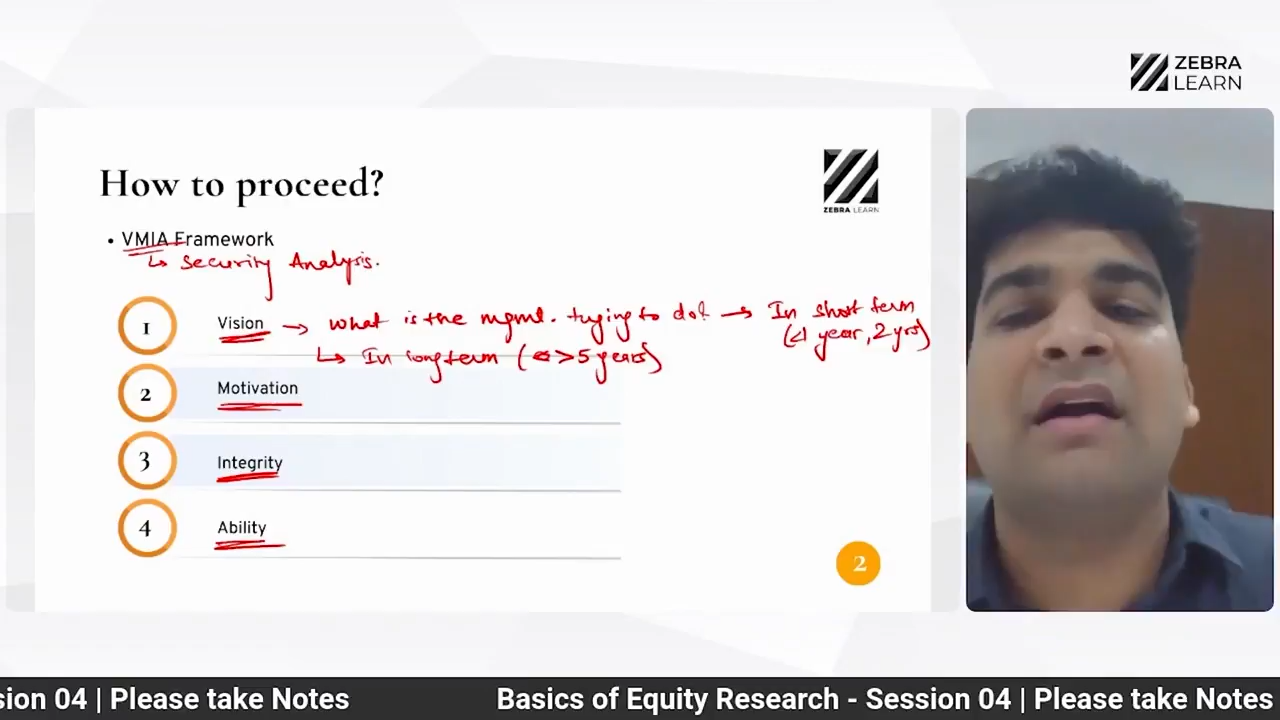 ZEBRA
LEARN
How to proceed?
ZEBRA LEARN
• VMIA Framework
↳ Security Analysis.
1 Vision → What is the mgmt. trying to do? → In short term
(<1 year, 2 yrs)
↳ In long term (>5 years)
2 Motivation
3 Integrity
4 Ability
2
sion 04 | Please take Notes Basics of Equity Research - Session 04 | Please take Notes